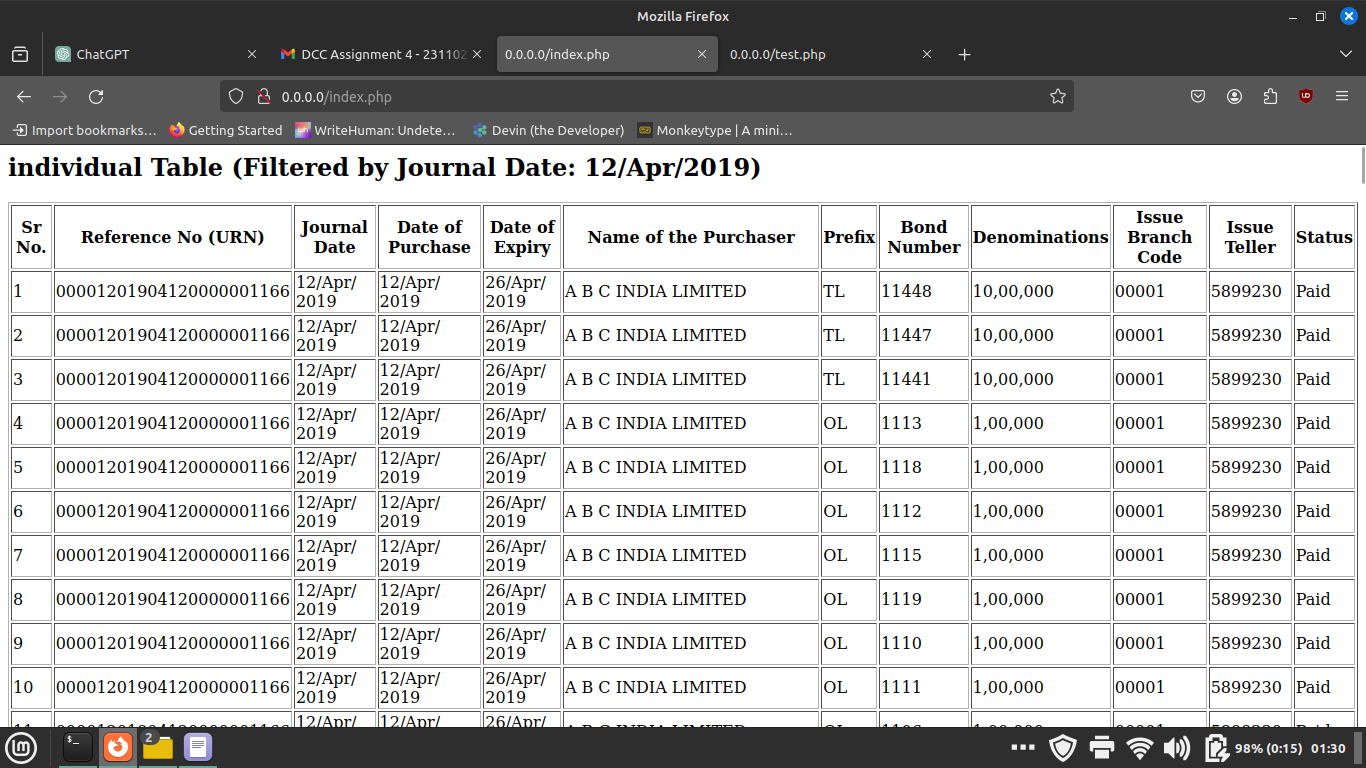 Mozilla Firefox
ChatGPT
DCC Assignment 4 - 231102
0.0.0.0/index.php
0.0.0.0/test.php
0.0.0.0/index.php
Import bookmarks... Getting Started WriteHuman: Undete... Devin (the Developer) Monkeytype | A mini...
individual Table (Filtered by Journal Date: 12/Apr/2019)
Sr No. Reference No (URN) Journal Date Date of Purchase Date of Expiry Name of the Purchaser Prefix Bond Number Denominations Issue Branch Code Issue Teller Status
1 00001201904120000001166 12/Apr/2019 12/Apr/2019 26/Apr/2019 A B C INDIA LIMITED TL 11448 10,00,000 00001 5899230 Paid
2 00001201904120000001166 12/Apr/2019 12/Apr/2019 26/Apr/2019 A B C INDIA LIMITED TL 11447 10,00,000 00001 5899230 Paid
3 00001201904120000001166 12/Apr/2019 12/Apr/2019 26/Apr/2019 A B C INDIA LIMITED TL 11441 10,00,000 00001 5899230 Paid
4 00001201904120000001166 12/Apr/2019 12/Apr/2019 26/Apr/2019 A B C INDIA LIMITED OL 1113 1,00,000 00001 5899230 Paid
5 00001201904120000001166 12/Apr/2019 12/Apr/2019 26/Apr/2019 A B C INDIA LIMITED OL 1118 1,00,000 00001 5899230 Paid
6 00001201904120000001166 12/Apr/2019 12/Apr/2019 26/Apr/2019 A B C INDIA LIMITED OL 1112 1,00,000 00001 5899230 Paid
7 00001201904120000001166 12/Apr/2019 12/Apr/2019 26/Apr/2019 A B C INDIA LIMITED OL 1115 1,00,000 00001 5899230 Paid
8 00001201904120000001166 12/Apr/2019 12/Apr/2019 26/Apr/2019 A B C INDIA LIMITED OL 1119 1,00,000 00001 5899230 Paid
9 00001201904120000001166 12/Apr/2019 12/Apr/2019 26/Apr/2019 A B C INDIA LIMITED OL 1110 1,00,000 00001 5899230 Paid
10 00001201904120000001166 12/Apr/2019 12/Apr/2019 26/Apr/2019 A B C INDIA LIMITED OL 1111 1,00,000 00001 5899230 Paid
12/Apr/ 12/Apr/ 26/Apr/
2
98% (0:15) 01:30